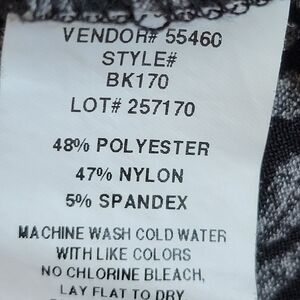 VENDOR# 55460
STYLE#
BK170
LOT# 257170
48% POLYESTER
47% NYLON
5% SPANDEX
MACHINE WASH COLD WATER
WITH LIKE COLORS
NO CHLORINE BLEACH,
LAY FLAT TO DRY